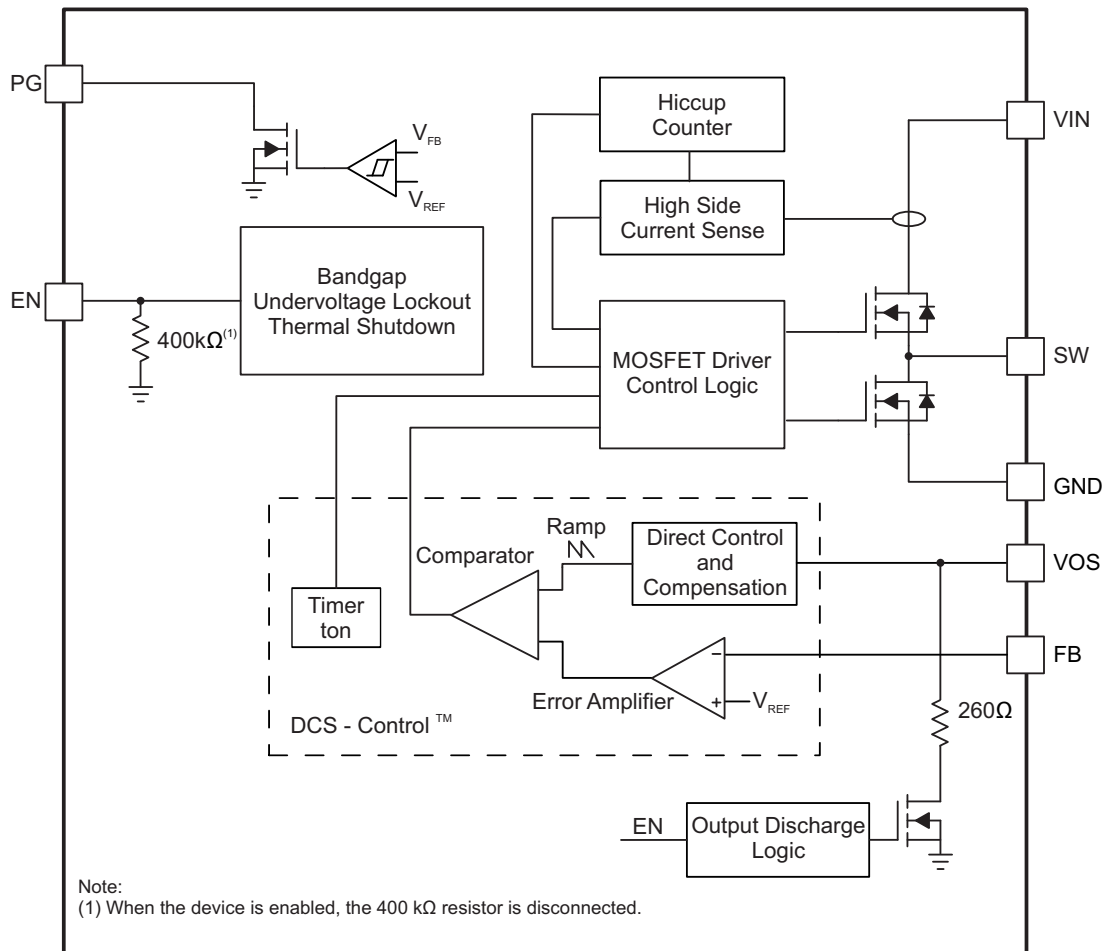 PG
V_FB
V_REF
EN
400kΩ(1)
Bandgap
Undervoltage Lockout
Thermal Shutdown
Hiccup
Counter
High Side
Current Sense
MOSFET Driver
Control Logic
VIN
SW
GND
VOS
FB
Comparator
Ramp
Direct Control
and
Compensation
Timer
ton
−
+
V_REF
Error Amplifier
DCS - Control ™
260Ω
EN
Output Discharge
Logic
Note:
(1) When the device is enabled, the 400 kΩ resistor is disconnected.